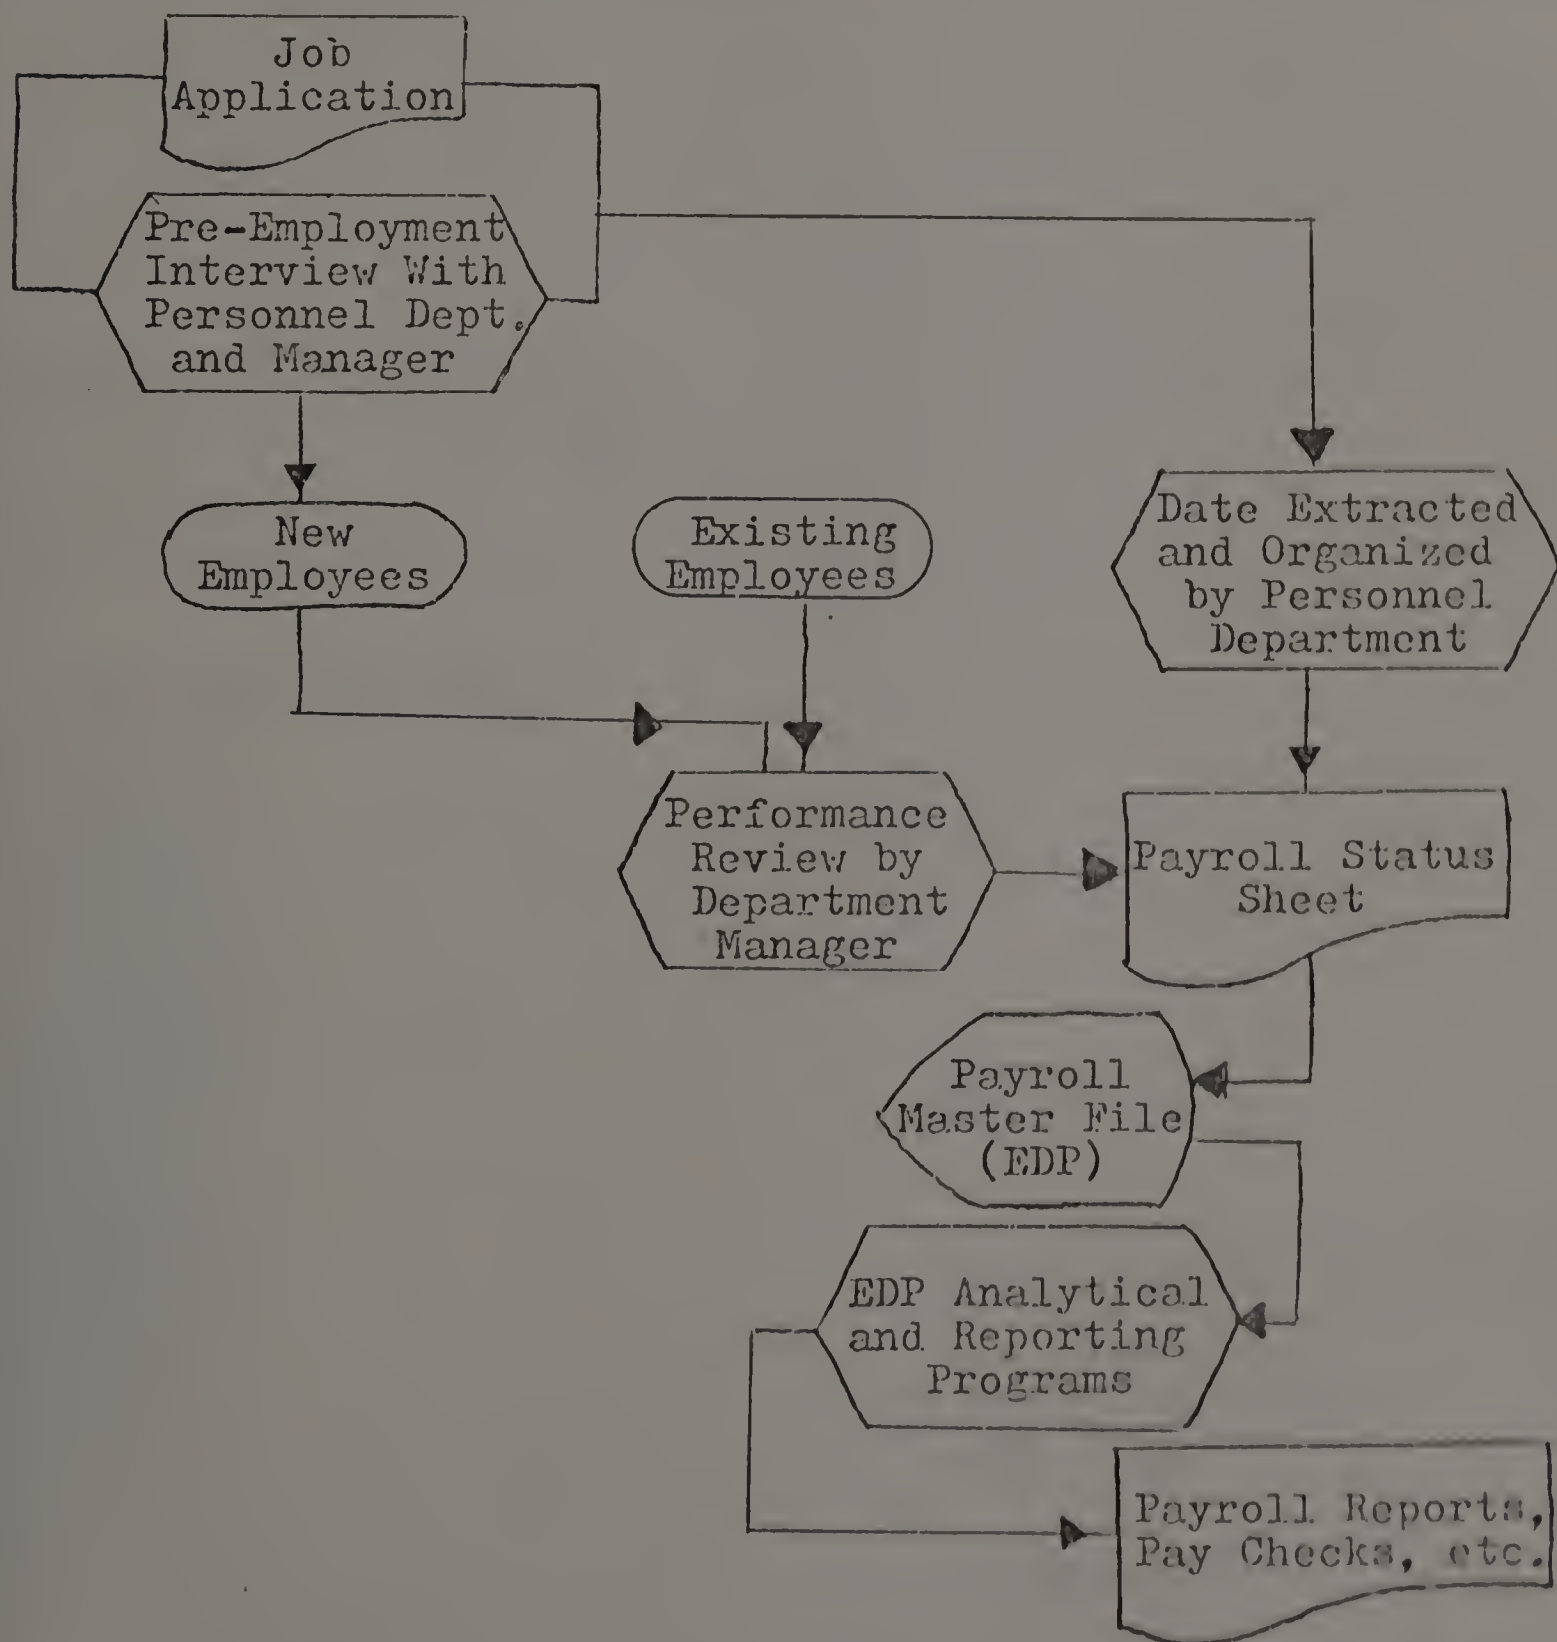 Job
Application
Pre-Employment
Interview With
Personnel Dept.
and Manager
New
Employees
Existing
Employees
Date Extracted
and Organized
by Personnel
Department
Performance
Review by
Department
Manager
Payroll Status
Sheet
Payroll
Master File
(EDP)
EDP Analytical
and Reporting
Programs
Payroll Reports,
Pay Checks, etc.